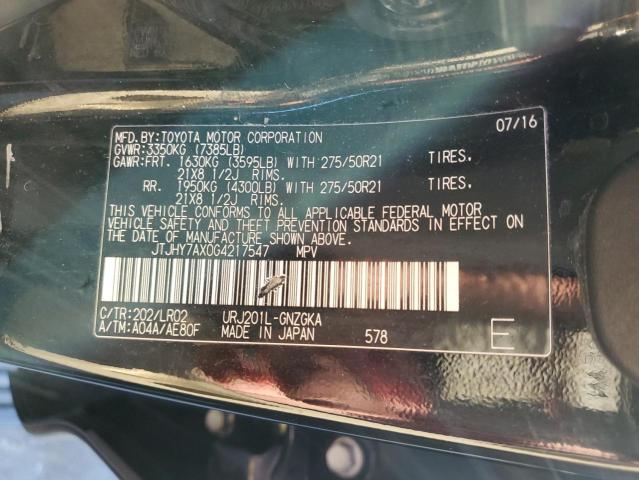 07/16
MFD.BY:TOYOTA MOTOR CORPORATION
GVWR:3350KG (7385LB)
GAWR:FRT. 1630KG (3595LB) WITH 275/50R21 TIRES.
21X8 1/2J RIMS.
RR. 1950KG (4300LB) WITH 275/50R21 TIRES.
21X8 1/2J RIMS.
THIS VEHICLE CONFORMS TO ALL APPLICABLE FEDERAL MOTOR
VEHICLE SAFETY AND THEFT PREVENTION STANDARDS IN EFFECT
ON THE DATE OF MANUFACTURE SHOWN ABOVE.
JTJHY7AX0G4217547 MPV
C/TR:202/LR02 URJ201L-GNZGKA
A/TM:A04A/AE80F MADE IN JAPAN 578 E